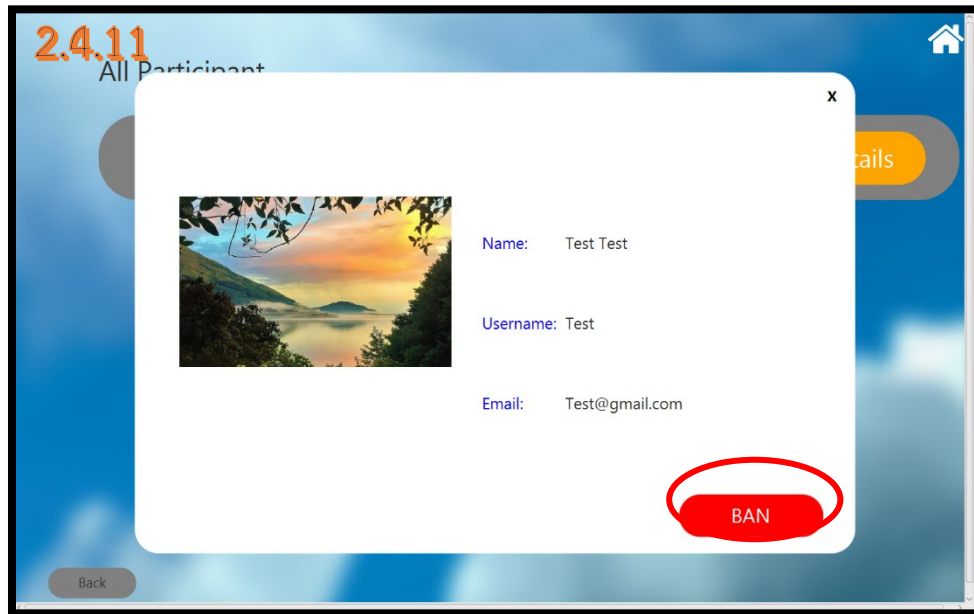 2.4.11
All Participant
x
tails
Name: Test Test
Username: Test
Email: Test@gmail.com
BAN
Back